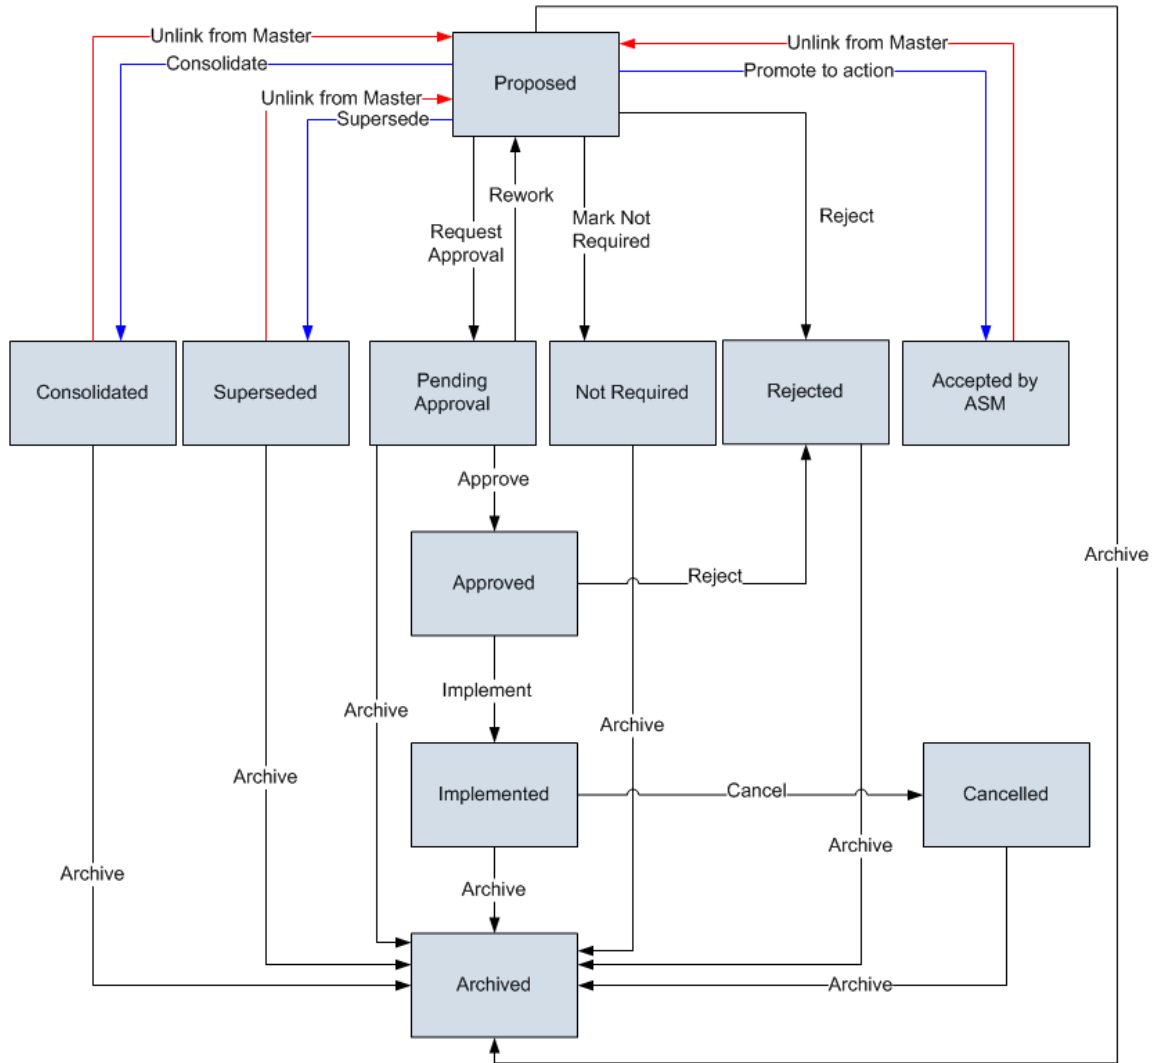 Unlink from Master
Unlink from Master
Consolidate
Promote to action
Proposed
Unlink from Master
Supersede
Rework
Mark Not
Required
Reject
Request
Approval
Consolidated
Superseded
Pending
Approval
Not Required
Rejected
Accepted by
ASM
Approve
Archive
Approved
Reject
Implement
Archive
Archive
Archive
Implemented
Cancel
Cancelled
Archive
Archive
Archive
Archived
Archive